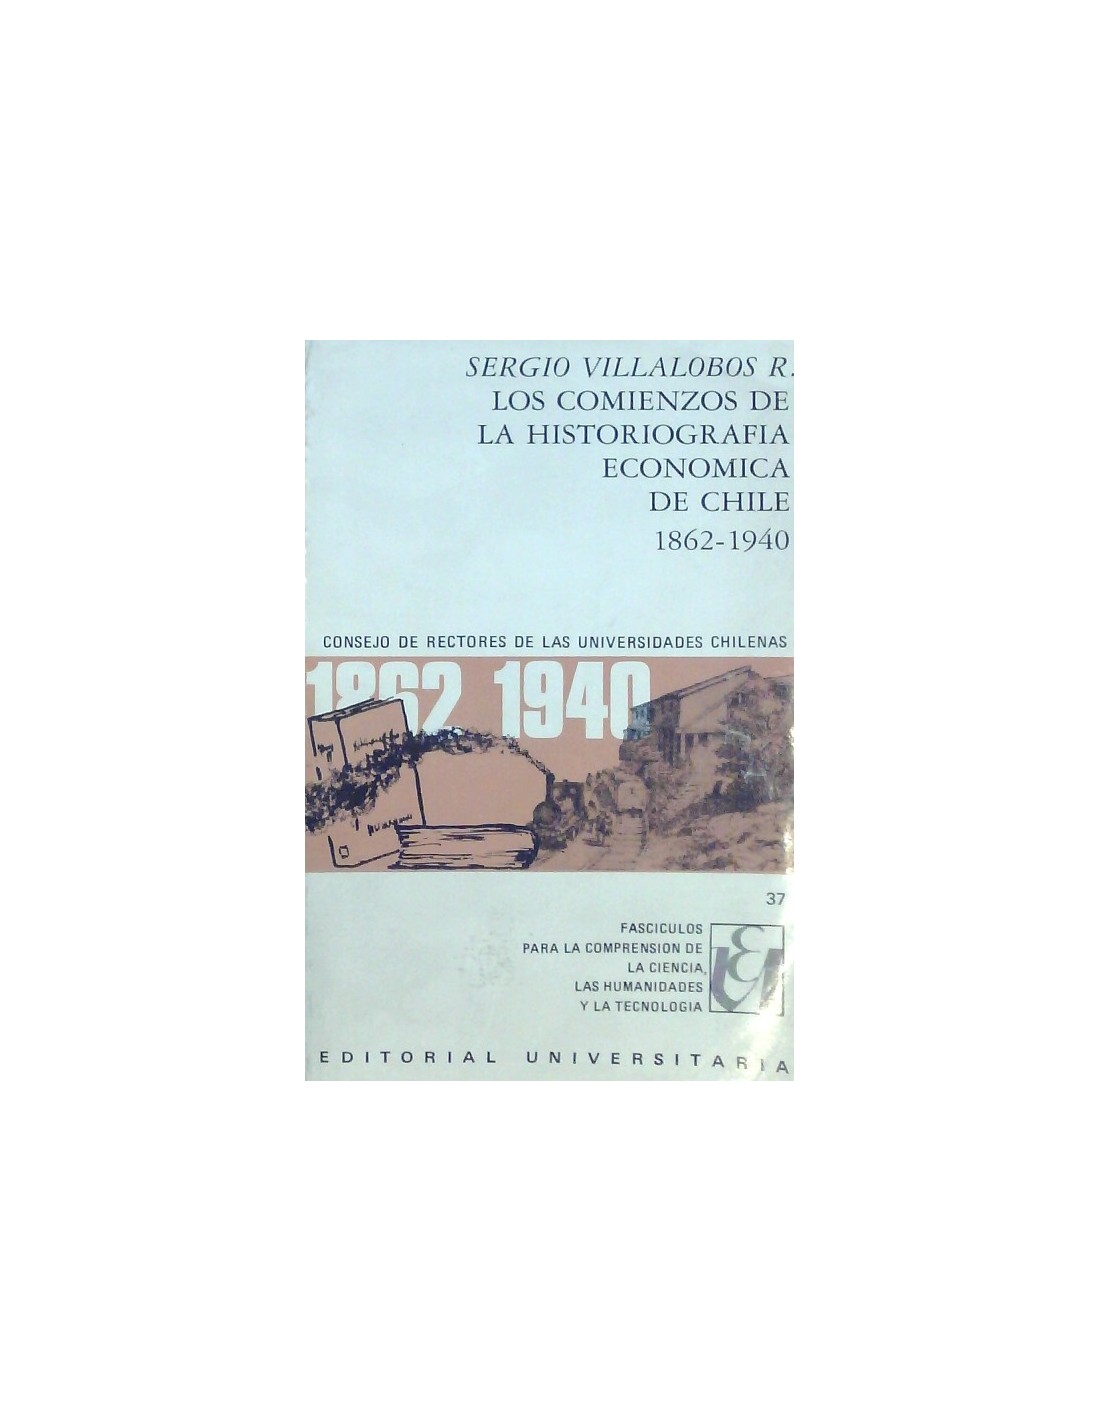 SERGIO VILLALOBOS R.
LOS COMIENZOS DE
LA HISTORIOGRAFIA
ECONOMICA
DE CHILE
1862-1940
CONSEJO DE RECTORES DE LAS UNIVERSIDADES CHILENAS
1862 1940
37
FASCICULOS
PARA LA COMPRENSION DE
LA CIENCIA,
LAS HUMANIDADES
Y LA TECNOLOGIA
EDITORIAL UNIVERSITARIA